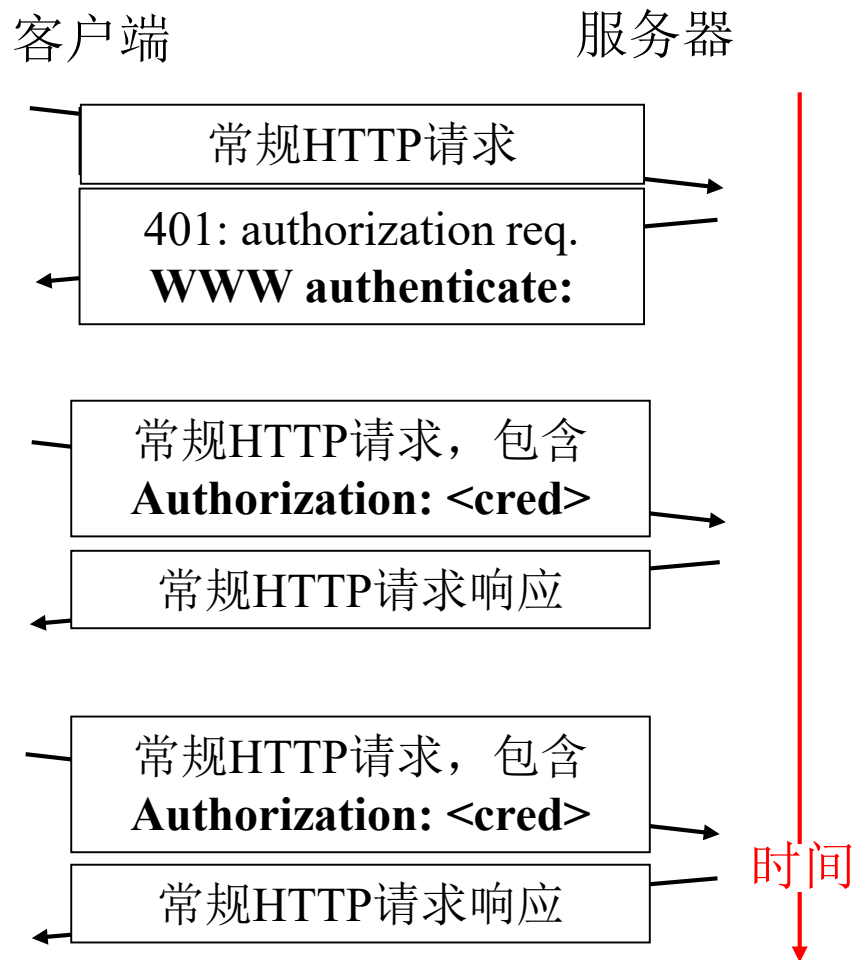 客户端
服务器
常规HTTP请求
401: authorization req.
WWW authenticate:
常规HTTP请求，包含
Authorization: <cred>
常规HTTP请求响应
常规HTTP请求，包含
Authorization: <cred>
时间
常规HTTP请求响应